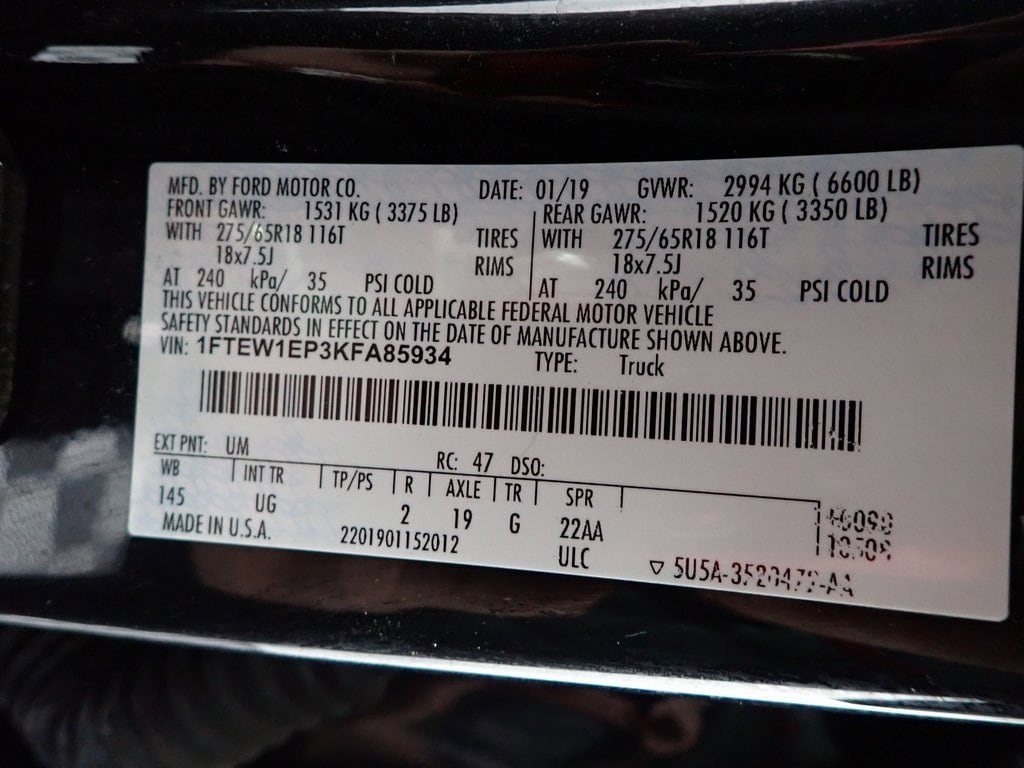 MFD. BY FORD MOTOR CO. DATE: 01/19 GVWR: 2994 KG ( 6600 LB)
FRONT GAWR: 1531 KG ( 3375 LB) REAR GAWR: 1520 KG ( 3350 LB)
WITH 275/65R18 116T TIRES WITH 275/65R18 116T TIRES
18x7.5J RIMS 18x7.5J RIMS
AT 240 kPa/ 35 PSI COLD AT 240 kPa/ 35 PSI COLD
THIS VEHICLE CONFORMS TO ALL APPLICABLE FEDERAL MOTOR VEHICLE
SAFETY STANDARDS IN EFFECT ON THE DATE OF MANUFACTURE SHOWN ABOVE.
VIN: 1FTEW1EP3KFA85934 TYPE: Truck
EXT PNT: UM RC: 47 DSO:
WB INT TR TP/PS R AXLE TR SPR
145 UG 2 19 G 22AA
MADE IN U.S.A. 2201901152012 ULC